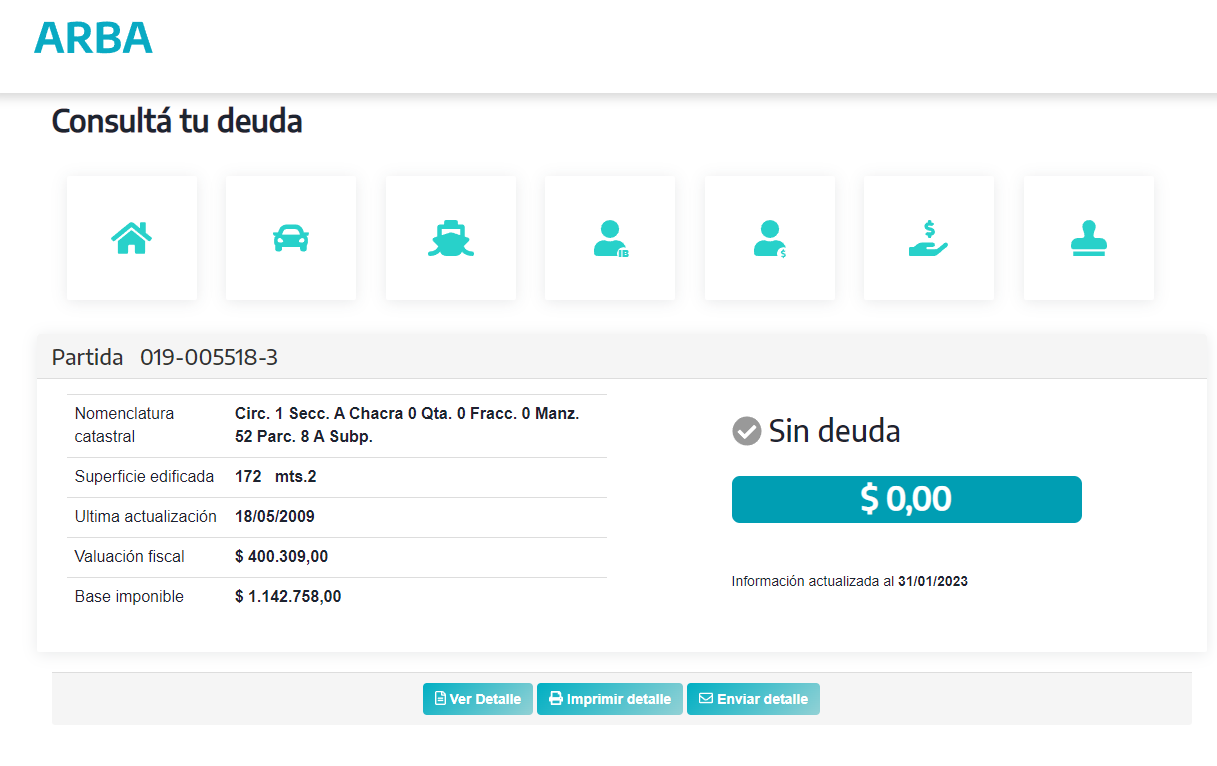 ARBA
Consultá tu deuda
IB
$
$
Partida 019-005518-3
Nomenclatura catastral
Circ. 1 Secc. A Chacra 0 Qta. 0 Fracc. 0 Manz.
52 Parc. 8 A Subp.
Superficie edificada 172 mts.2
Ultima actualización 18/05/2009
Valuación fiscal $ 400.309,00
Base imponible $ 1.142.758,00
Sin deuda
$ 0,00
Información actualizada al 31/01/2023
Ver Detalle Imprimir detalle Enviar detalle